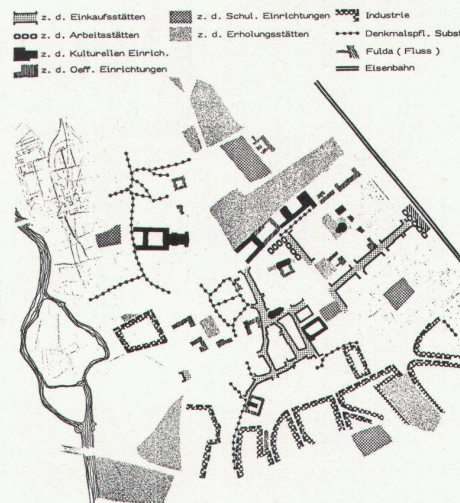 z. d. Einkaufsstätten
z. d. Arbeitsstätten
z. d. Kulturellen Einrich.
z. d. Oeff. Einrichtungen
z. d. Schul. Einrichtungen
z. d. Erholungsstätten
Industrie
Denkmalspfl. Subst
Fulda ( Fluss )
Eisenbahn